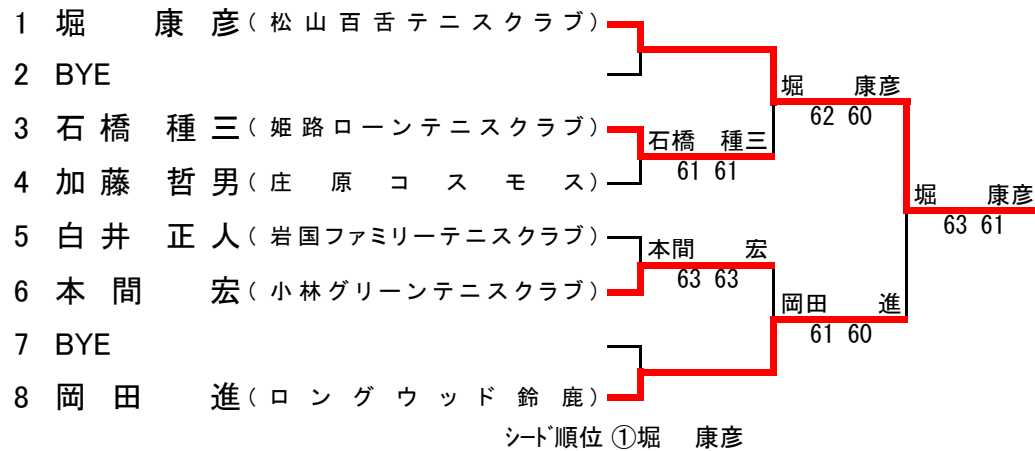 1 堀 康彦(松山百舌テニスクラブ)
2 BYE
堀 康彦
62 60
3 石橋 種三(姫路ローンテニスクラブ)
石橋 種三
61 61
4 加藤 哲男(庄原コスモス)
堀 康彦
63 61
5 白井 正人(岩国ファミリーテニスクラブ)
本間 宏
63 63
6 本間 宏(小林グリーンテニスクラブ)
岡田 進
61 60
7 BYE
8 岡田 進(ロングウッド鈴鹿)
シード順位 ①堀 康彦